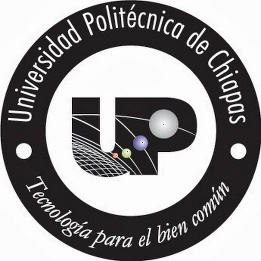 Universidad Politécnica de Chiapas
UP
Tecnología para el bien común